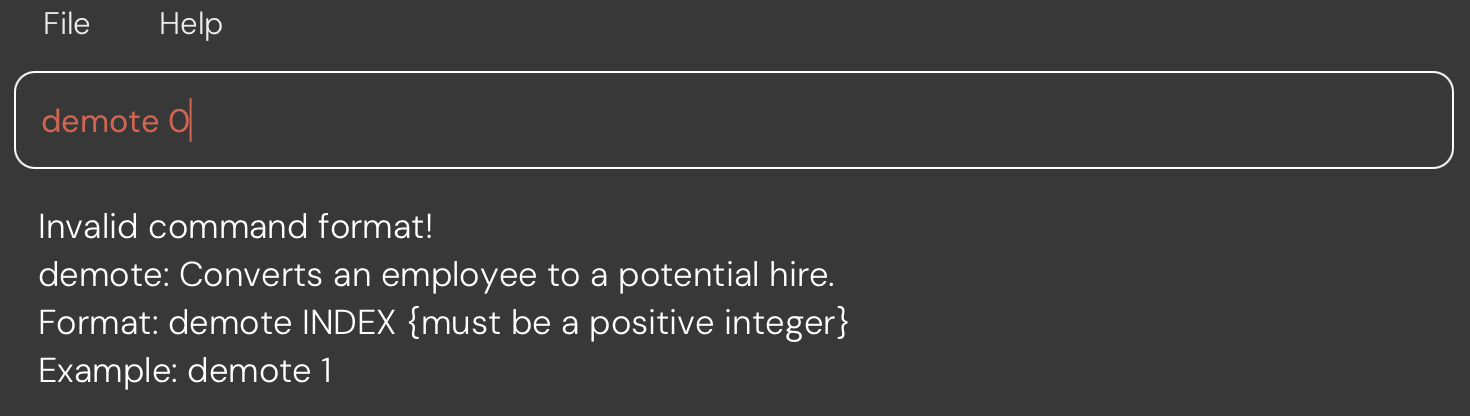 File Help
demote 0
Invalid command format!
demote: Converts an employee to a potential hire.
Format: demote INDEX {must be a positive integer}
Example: demote 1